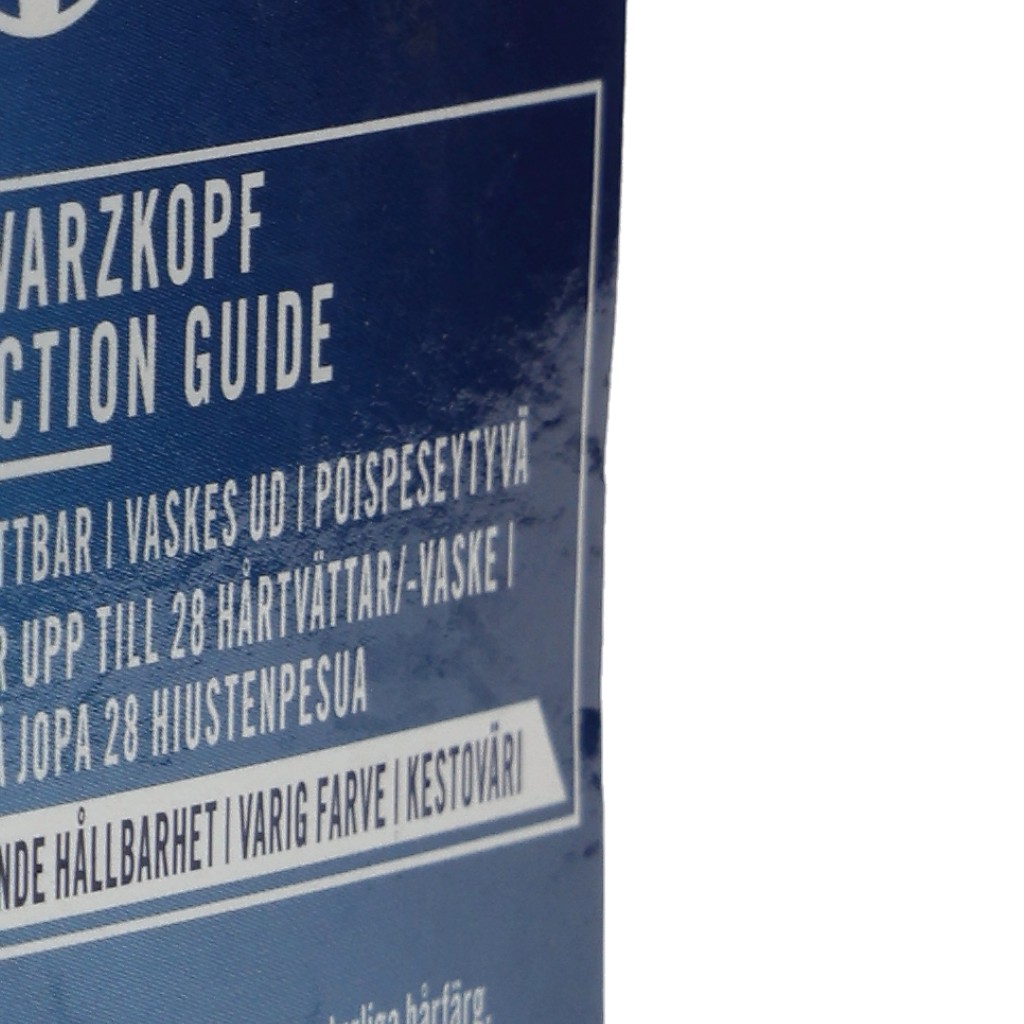 VARZKOPF
CTION GUIDE
TTBAR | VASKES UD | POISPESEYTYVÄ
R UPP TILL 28 HÅRTVÄTTAR/-VASKE |
Ä JOPA 28 HIUSTENPESUA
NDE HÅLLBARHET | VARIG FARVE | KESTOVÄRI
hårfärg.